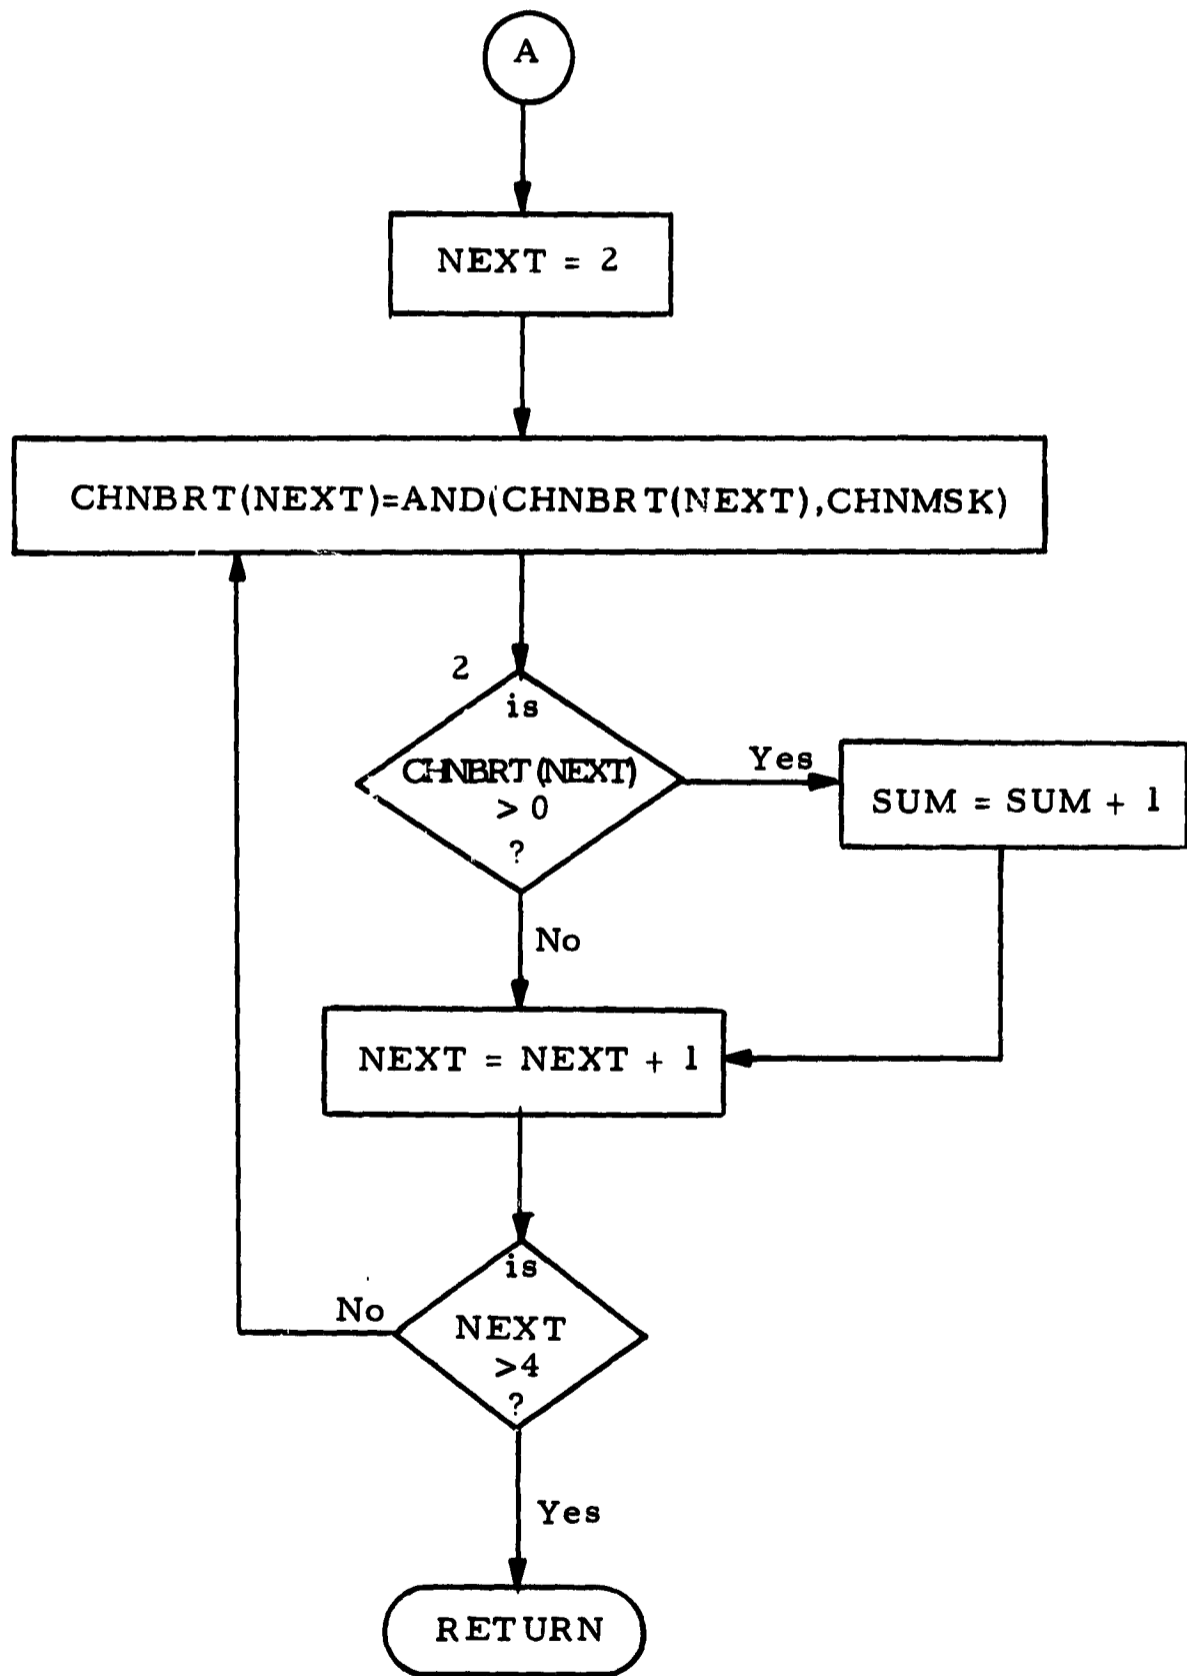 A
NEXT = 2
CHNBRT(NEXT)=AND(CHNBRT(NEXT),CHNMSK)
2
is
CHNBRT(NEXT)
> 0
?
Yes
SUM = SUM + 1
No
NEXT = NEXT + 1
is
No
NEXT
>4
?
Yes
RETURN